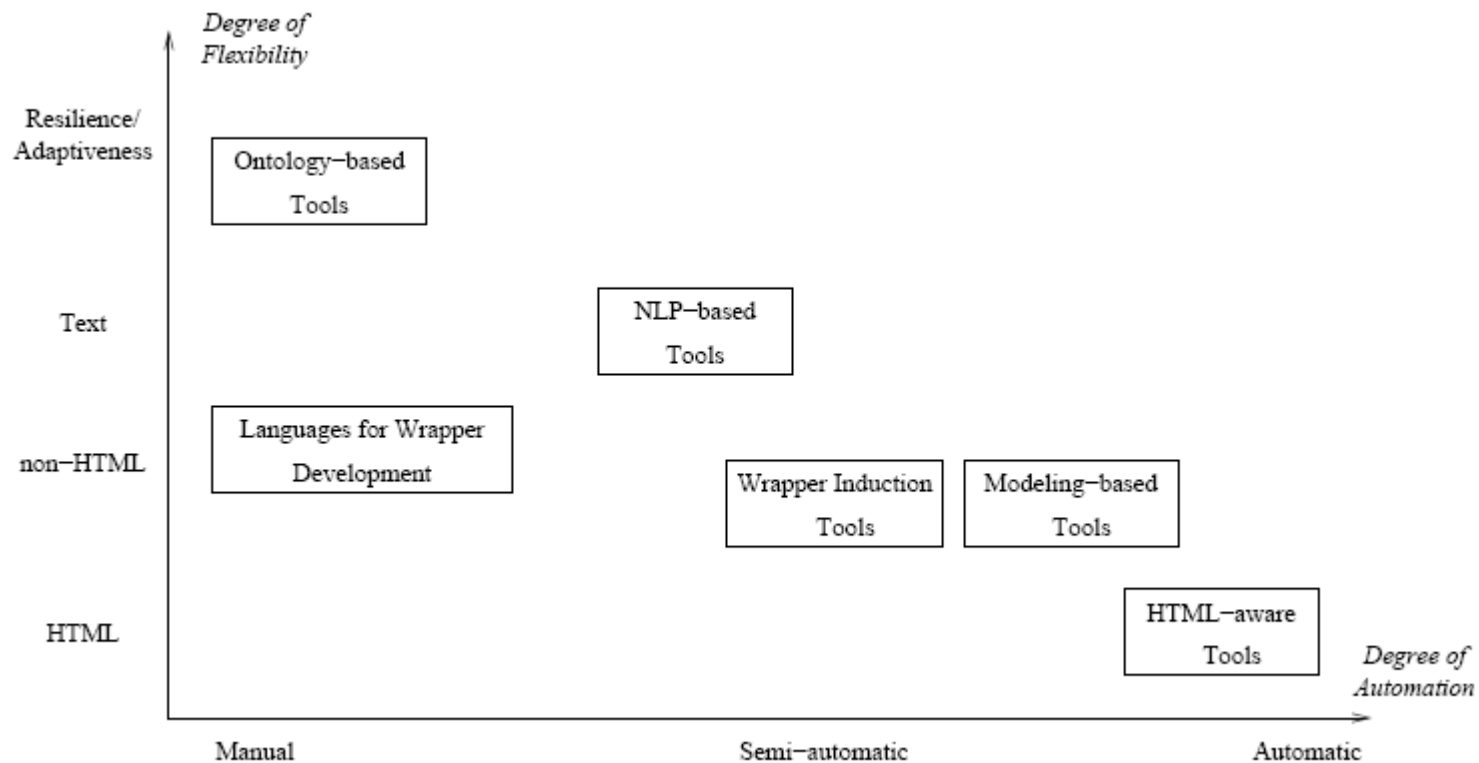 Degree of
Flexibility
Resilience/
Adaptiveness
Ontology−based
Tools
Text
NLP−based
Tools
non−HTML
Languages for Wrapper
Development
Wrapper Induction
Tools
Modeling−based
Tools
HTML
HTML−aware
Tools
Degree of
Automation
Manual
Semi−automatic
Automatic